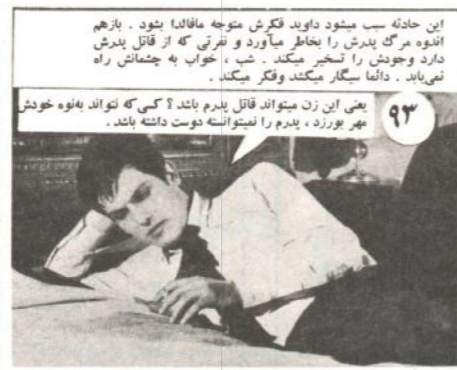 این حادثه سبب میشود داوید فکرش متوجه مافالدا بشود . بازهم
اندوه مرگ پدرش را بخاطر میآورد و نفرتی که از قاتل پدرش
دارد وجودش را تسخیر میکند . شب ، خواب به چشمانش راه
نمی‌یابد . دائما سیگار میکشد وفکر میکند .
یعنی این زن میتواند قاتل پدرم باشد ؟ کسی که نتواند به‌نوه خودش
مهر بورزد ، پدرم را نمیتوانسته دوست داشته باشد .
۹۳